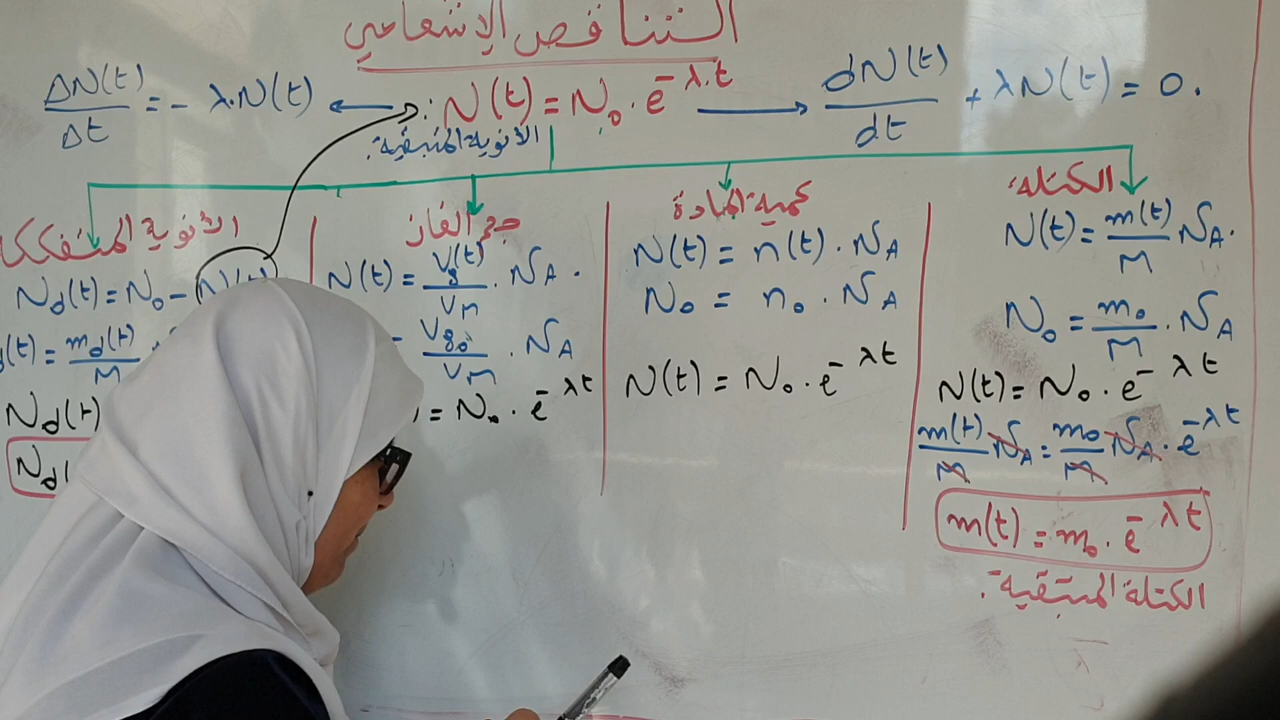 التناقص الإشعاعي
ΔN(t)/Δt = - λ.N(t) ⟵ : N(t) = N₀ . e^-λ.t ⟶ dN(t)/dt + λN(t) = 0 .
الأنوية المتبقية :
الكتلة :
N(t) = m(t)/M N_A .
N₀ = m₀/M . N_A
N(t) = N₀ . e^-λt
m(t)/M N_A = m₀/M N_A . e^-λt
m(t) = m₀ . e^-λt
الكتلة المتبقية :
كمية المادة
N(t) = n(t) . N_A
N₀ = n₀ . N_A
N(t) = N₀ . e^-λt
حجم الغاز
N(t) = V_g(t)/V_M . N_A .
= V_g₀/V_M . N_A
) = N₀ . e^-λt
الأنوية المتفككة
N_d(t) = N₀ - N(t)
(t) = m_d(t)/M
N_d(t)
N_d(